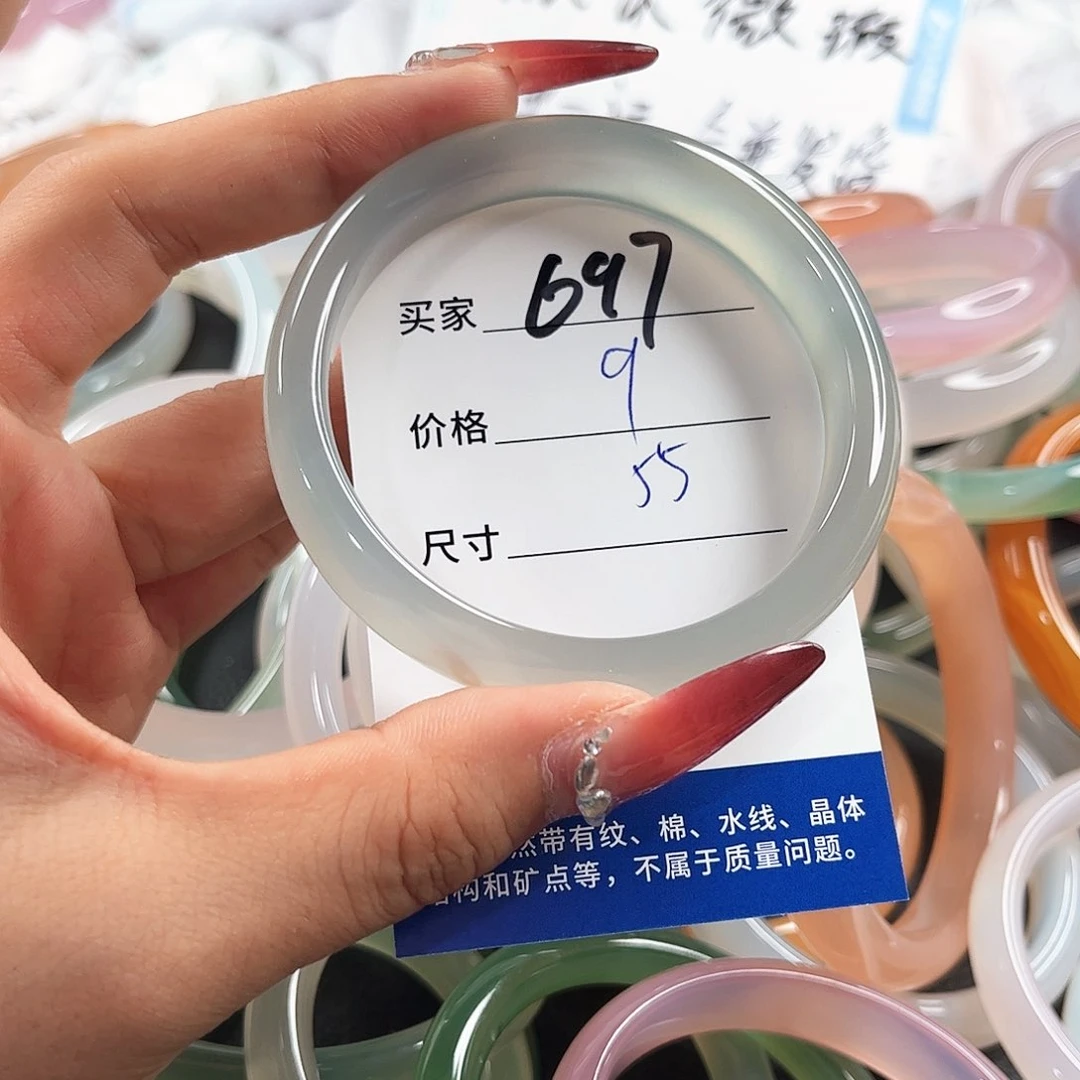 买家 697
价格 9
55
尺寸
然带有纹、棉、水线、晶体
结构和矿点等，不属于质量问题。